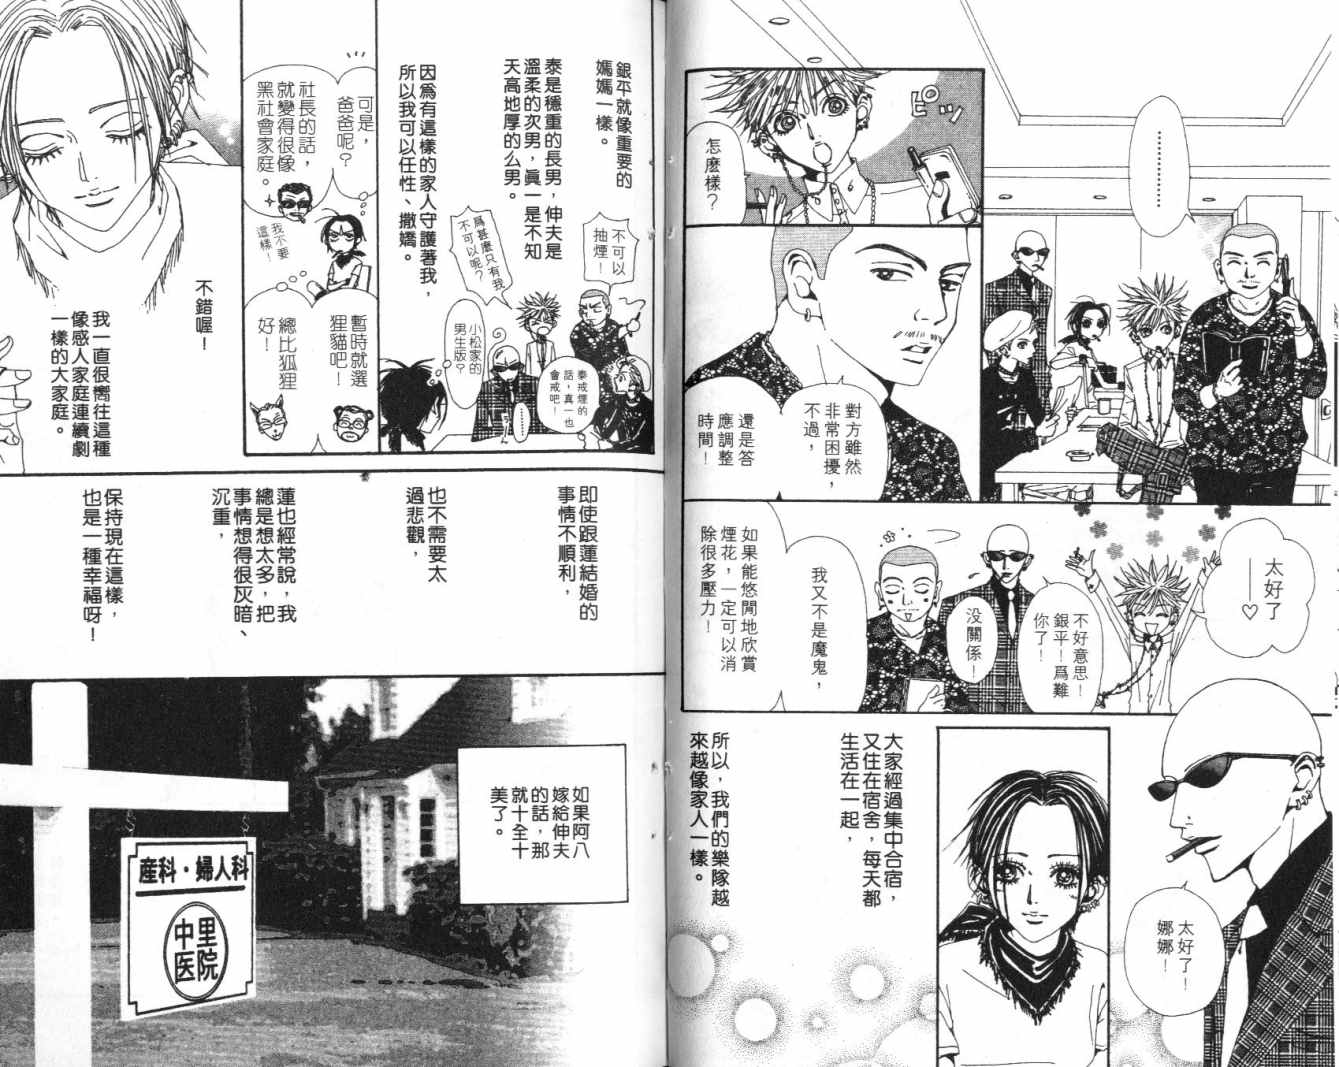 …………
ピッ
怎麼樣？
對方雖然
非常困擾，
不過，
還是答
應調整
時間！
太好了
——♡
不好意思！
銀平！爲難
你了！
没關係！
我又不是魔鬼，
如果能悠閒地欣賞
煙花，一定可以消
除很多壓力！
太好了！
娜娜！
大家經過集中合宿，
又住在宿舍，每天都
生活在一起，
所以，我們的樂隊越
來越像家人一樣。
銀平就像重要的
媽媽一樣。
泰是穩重的長男，伸夫是
溫柔的次男，真一是不知
天高地厚的么男。
不可以
抽煙！
爲甚麼只有我
不可以呢？
泰戒煙的
話，真一也
會戒吧！
……
小松家的
男生版？
因爲有這樣的家人守護著我，
所以我可以任性、撒嬌。
可是，
爸爸呢？
社長的話，
就變得很像
黑社會家庭。
我不要
這樣！
暫時就選
狸貓吧！
總比狐狸
好！
不錯喔！
我一直很嚮往這種
像感人家庭連續劇
一樣的大家庭。
即使跟蓮結婚的
事情不順利，
也不需要太
過悲觀，
蓮也經常說，我
總是想太多，把
事情想得很灰暗、
沉重，
保持現在這樣，
也是一種幸福呀！
如果阿八
嫁給伸夫
的話，那
就十全十
美了。
産科・婦人科
中里
医院